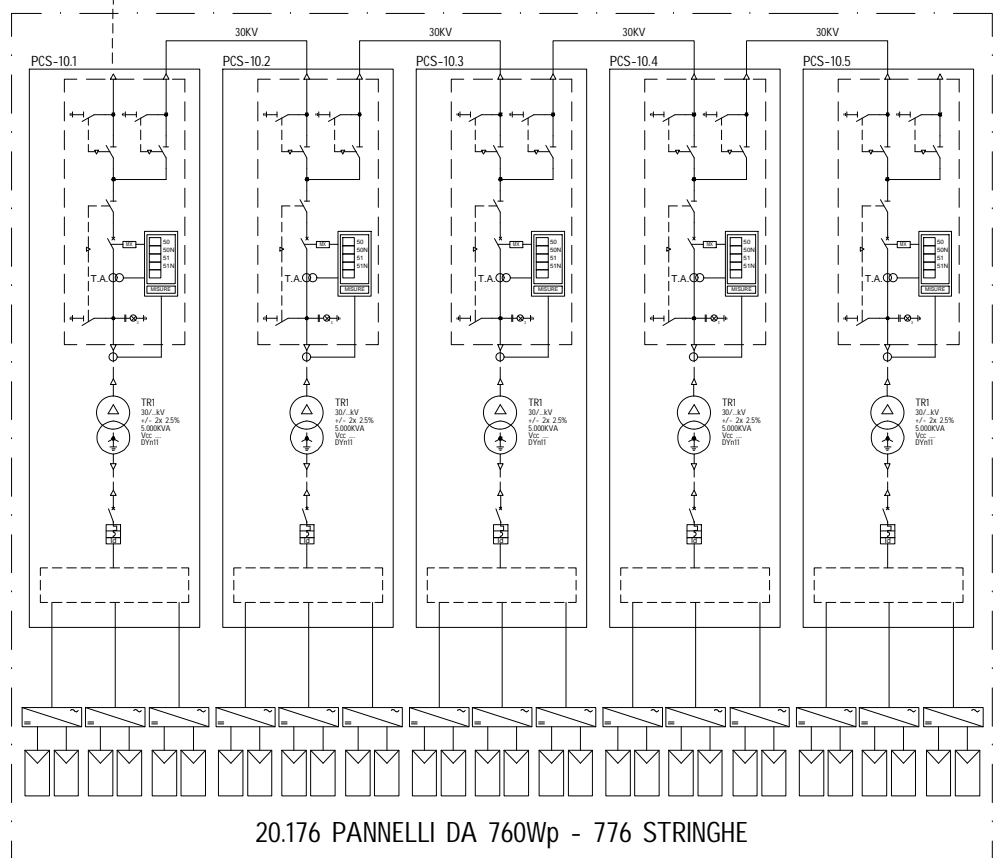 30KV
30KV
30KV
30KV
PCS-10.1
PCS-10.2
PCS-10.3
PCS-10.4
PCS-10.5
MX
50
50N
51
51N
T.A.
MISURE
MX
50
50N
51
51N
T.A.
MISURE
MX
50
50N
51
51N
T.A.
MISURE
MX
50
50N
51
51N
T.A.
MISURE
MX
50
50N
51
51N
T.A.
MISURE
TR1
30/...kV
+/- 2x 2.5%
5.000KVA
Vcc ....
DYn11
TR1
30/...kV
+/- 2x 2.5%
5.000KVA
Vcc ....
DYn11
TR1
30/...kV
+/- 2x 2.5%
5.000KVA
Vcc ....
DYn11
TR1
30/...kV
+/- 2x 2.5%
5.000KVA
Vcc ....
DYn11
TR1
30/...kV
+/- 2x 2.5%
5.000KVA
Vcc ....
DYn11
Id
Id
Id
Id
Id
20.176 PANNELLI DA 760Wp - 776 STRINGHE